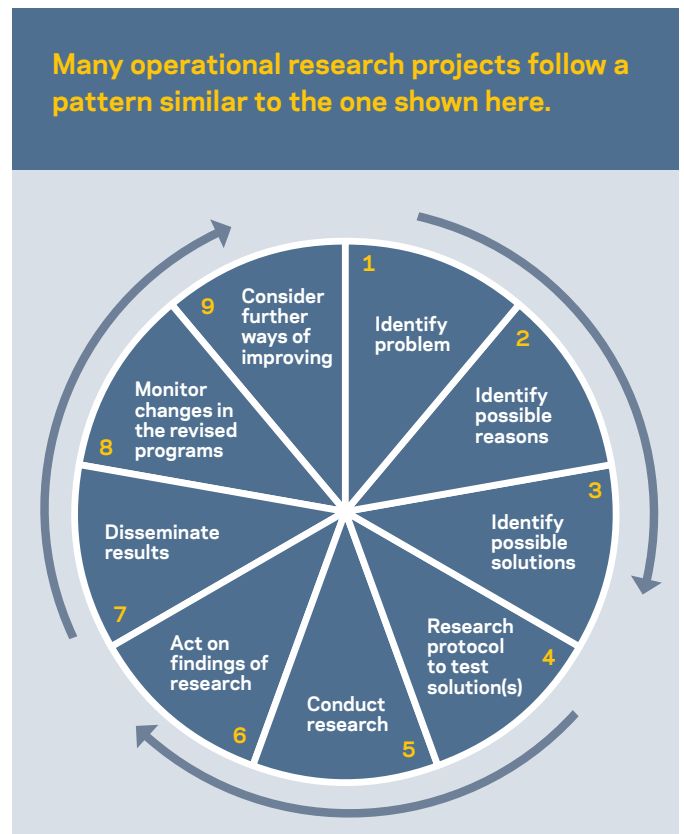 Many operational research projects follow a
pattern similar to the one shown here.
1
Identify
problem
2
Identify
possible
reasons
3
Identify
possible
solutions
4
Research
protocol
to test
solution(s)
5
Conduct
research
6
Act on
findings of
research
7
Disseminate
results
8
Monitor
changes in
the revised
programs
9
Consider
further
ways of
improving